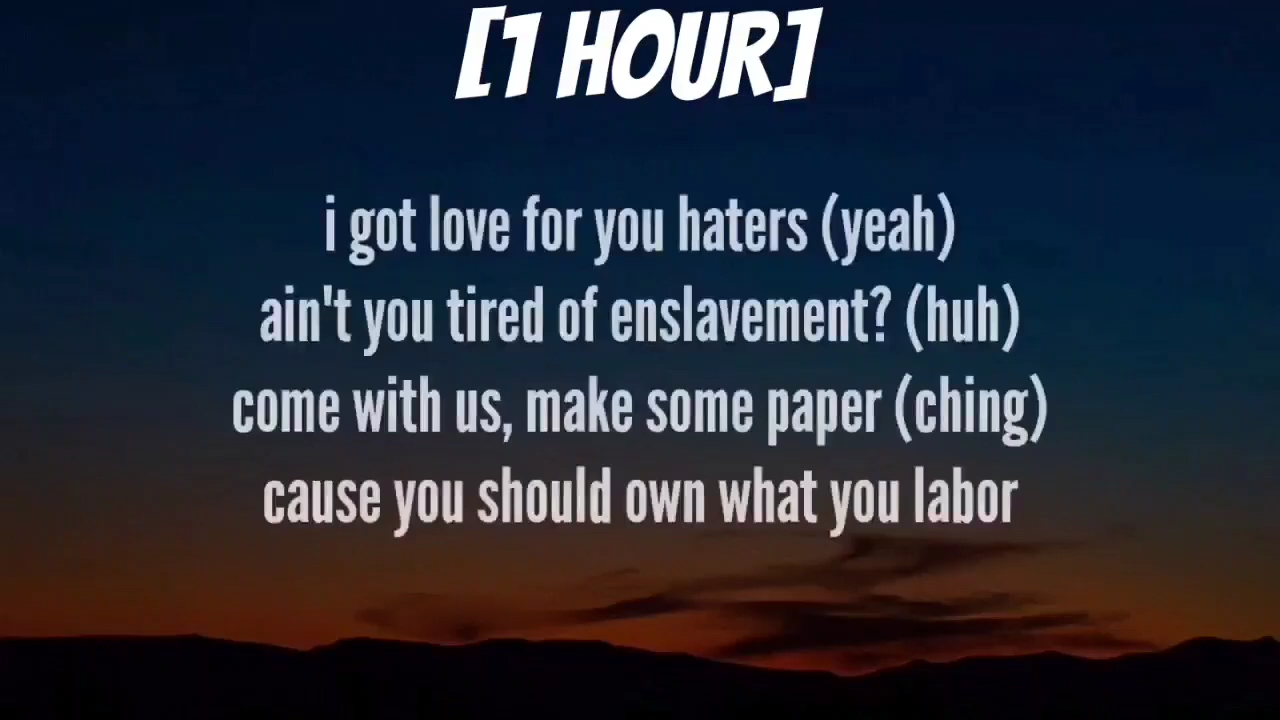 [1 HOUR]
i got love for you haters (yeah)
ain't you tired of enslavement? (huh)
come with us, make some paper (ching)
cause you should own what you labor